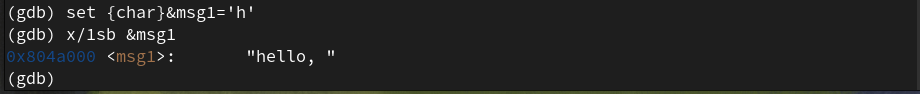 (gdb) set {char}&msg1='h'
(gdb) x/1sb &msg1
0x804a000 <msg1>:	"hello, "
(gdb)